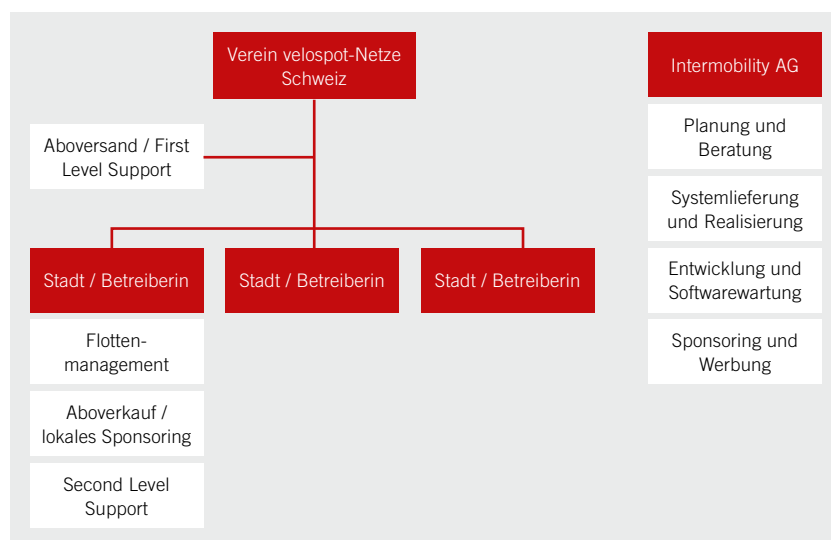 Verein velospot-Netze
Schweiz
Aboversand / First
Level Support
Stadt / Betreiberin
Stadt / Betreiberin
Stadt / Betreiberin
Flotten-
management
Aboverkauf /
lokales Sponsoring
Second Level
Support
Intermobility AG
Planung und
Beratung
Systemlieferung
und Realisierung
Entwicklung und
Softwarewartung
Sponsoring und
Werbung